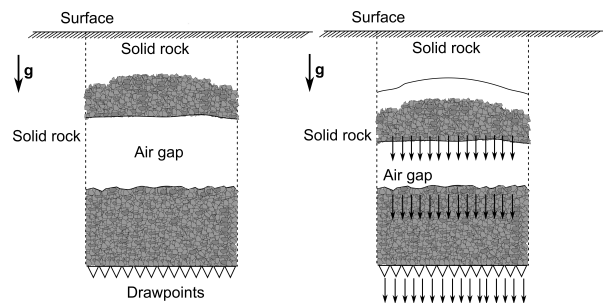 Surface
Solid rock
g
Solid rock
Air gap
Drawpoints
Surface
Solid rock
g
Solid rock
Air gap